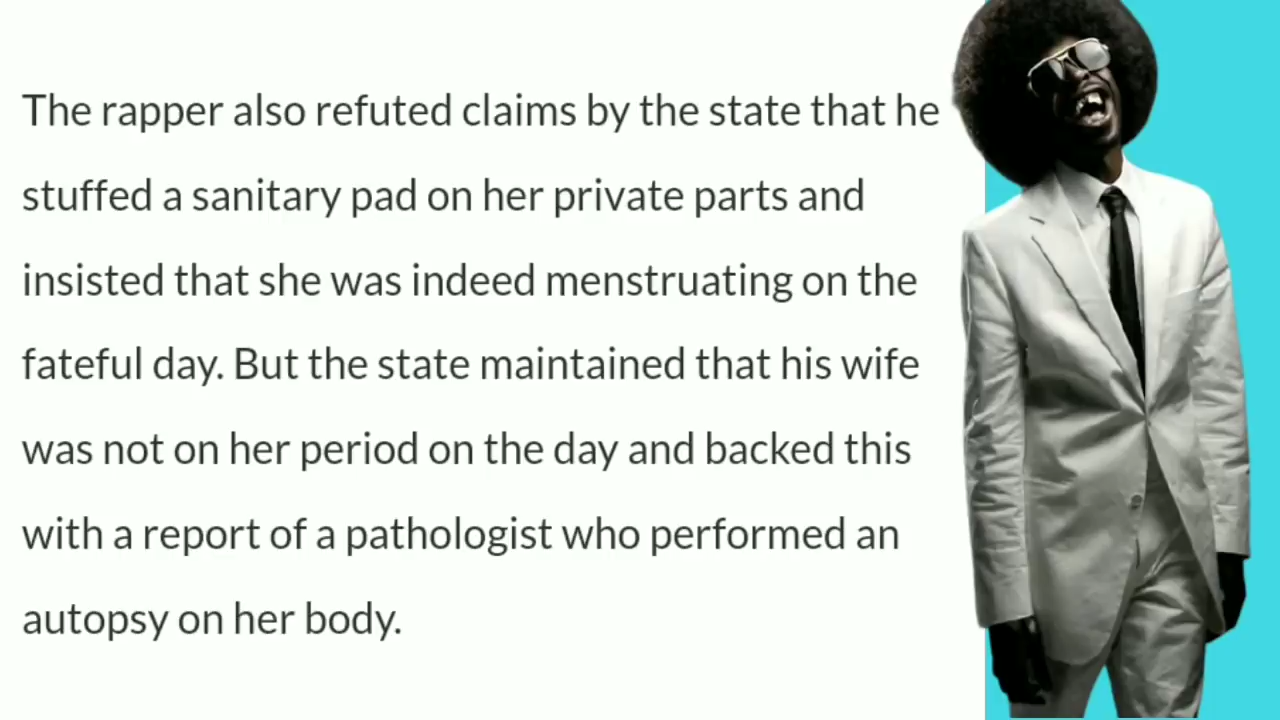 The rapper also refuted claims by the state that he
stuffed a sanitary pad on her private parts and
insisted that she was indeed menstruating on the
fateful day. But the state maintained that his wife
was not on her period on the day and backed this
with a report of a pathologist who performed an
autopsy on her body.